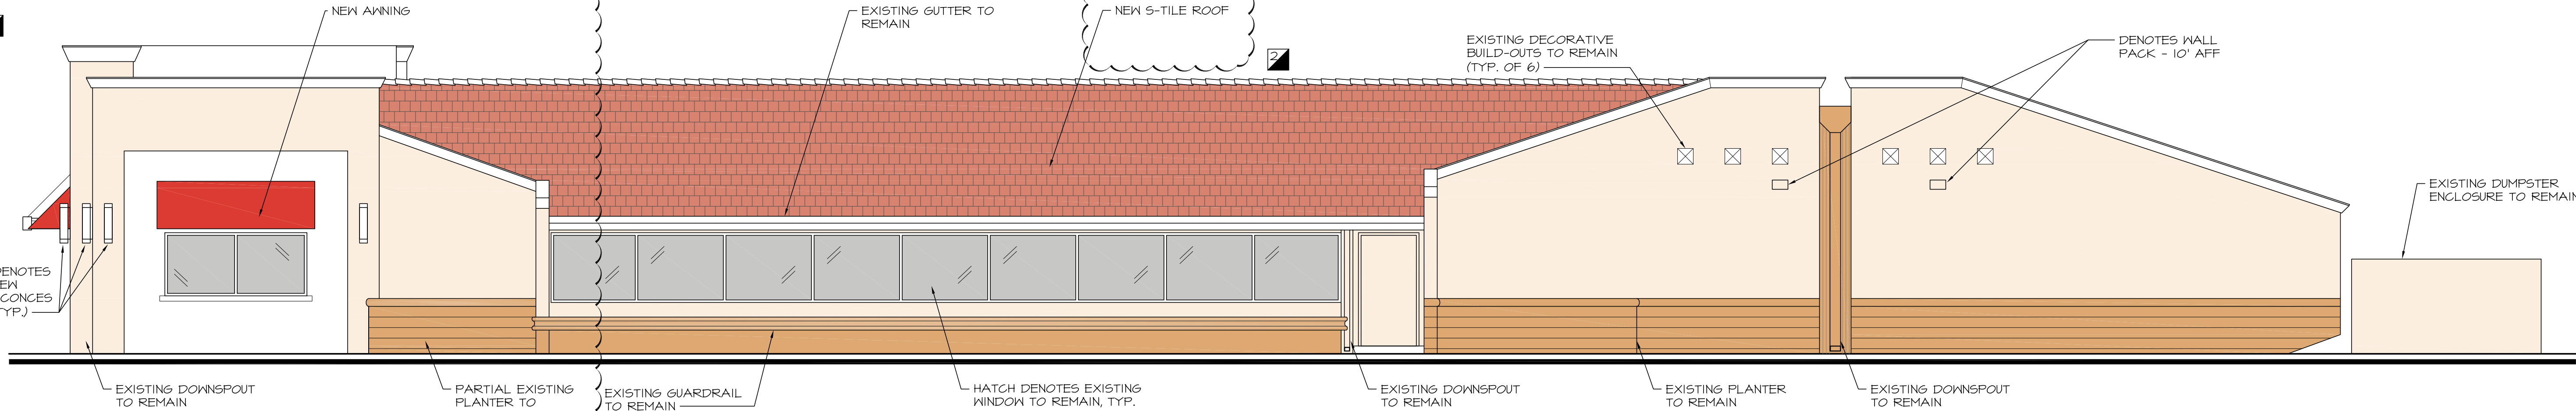 NEW AWNING
EXISTING GUTTER TO
REMAIN
NEW S-TILE ROOF
2
EXISTING DECORATIVE
BUILD-OUTS TO REMAIN
(TYP. OF 6)
DENOTES WALL
PACK - 10' AFF
EXISTING DUMPSTER
ENCLOSURE TO REMAIN
DENOTES
EW
CONCES
YP.)
EXISTING DOWNSPOUT
TO REMAIN
PARTIAL EXISTING
PLANTER TO
EXISTING GUARDRAIL
TO REMAIN
HATCH DENOTES EXISTING
WINDOW TO REMAIN, TYP.
EXISTING DOWNSPOUT
TO REMAIN
EXISTING PLANTER
TO REMAIN
EXISTING DOWNSPOUT
TO REMAIN